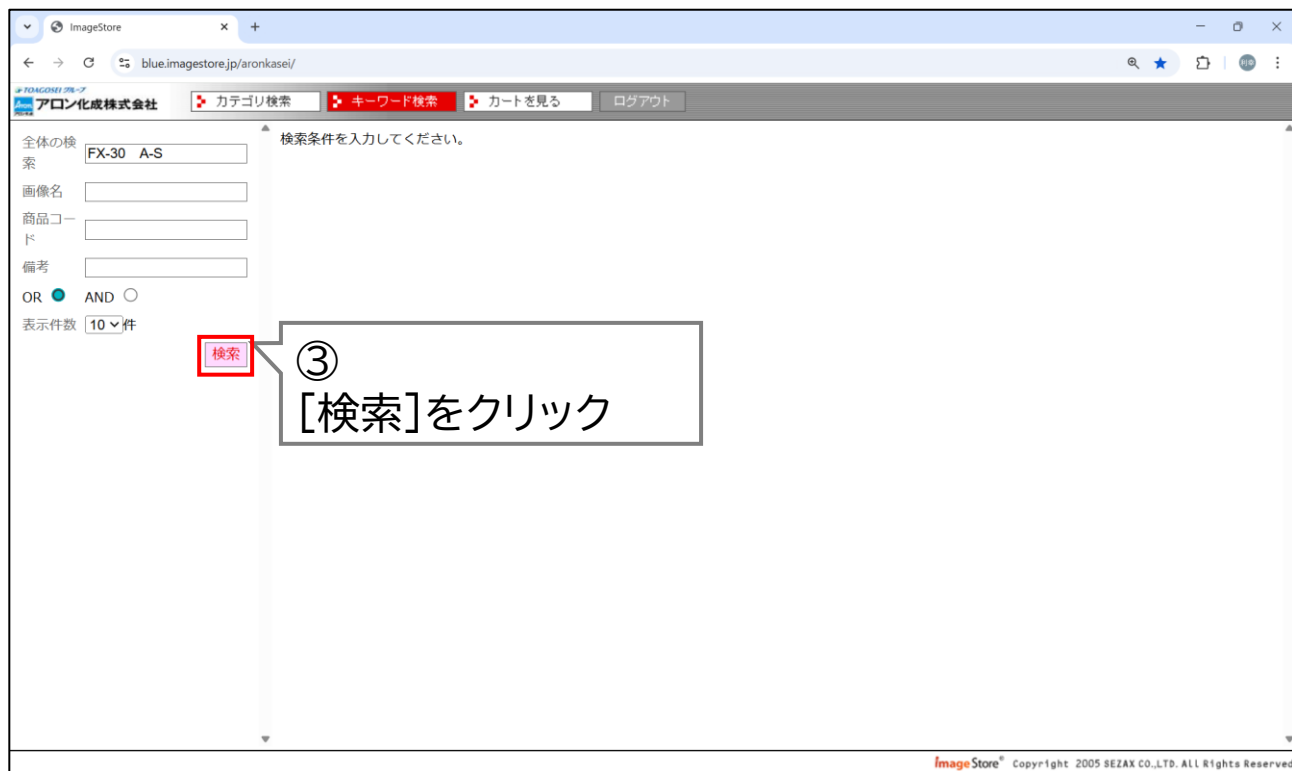 ImageStore
blue.imagestore.jp/aronkasei/
TOAGOSEI グループ
アロン化成株式会社
カテゴリ検索
キーワード検索
カートを見る
ログアウト
全体の検
索
FX-30 A-S
画像名
商品コー
ド
備考
OR AND
表示件数 10 件
検索
検索条件を入力してください。
③
[検索]をクリック
ImageStore® Copyright 2005 SEZAX CO.,LTD. All Rights Reserved